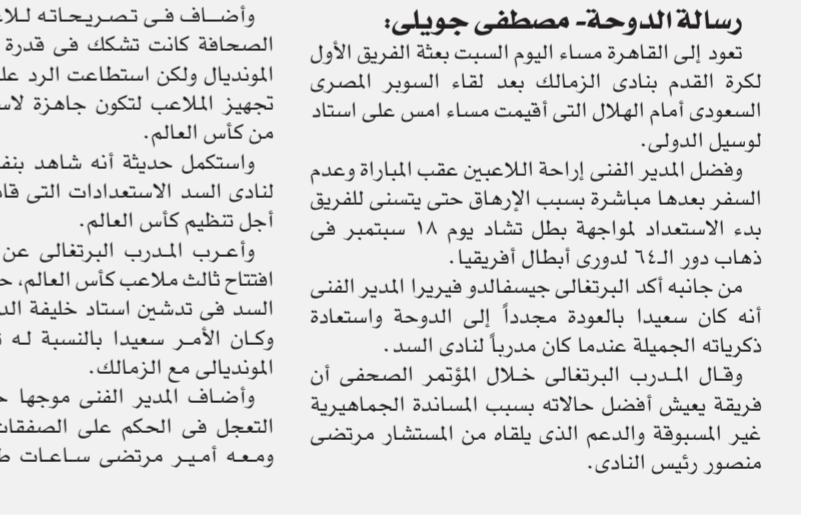 رسالة الدوحة- مصطفى جويلى:
تعود إلى القاهرة مساء اليوم السبت بعثة الفريق الأول
لكرة القدم بنادى الزمالك بعد لقاء السوبر المصرى
السعودى أمام الهلال التى أقيمت مساء امس على استاد
لوسيل الدولى.
وفضل المدير الفنى إراحة اللاعبين عقب المباراة وعدم
السفر بعدها مباشرة بسبب الإرهاق حتى يتسنى للفريق
بدء الاستعداد لمواجهة بطل تشاد يوم ١٨ سبتمبر فى
ذهاب دور الـ٦٤ لدورى أبطال أفريقيا.
من جانبه أكد البرتغالى جيسفالدو فيريرا المدير الفنى
أنه كان سعيدا بالعودة مجدداً إلى الدوحة واستعادة
ذكرياته الجميلة عندما كان مدرباً لنادى السد.
وقال المدرب البرتغالى خلال المؤتمر الصحفى أن
فريقة يعيش أفضل حالاته بسبب المساندة الجماهيرية
غير المسبوقة والدعم الذى يلقاه من المستشار مرتضى
منصور رئيس النادى.
وأضاف فى تصريحاته
الصحافة كانت تشكك فى قدرة
المونديال ولكن استطاعت الرد
تجهيز الملاعب لتكون جاهزة
من كأس العالم.
واستكمل حديثة أنه شاهد
لنادى السد الاستعدادات التى
أجل تنظيم كأس العالم.
وأعرب المدرب البرتغالى عن
افتتاح ثالث ملاعب كأس العالم،
السد فى تدشين استاد خليفة
وكان الأمر سعيدا بالنسبة له
المونديالى مع الزمالك.
وأضاف المدير الفنى موجها
التعجل فى الحكم على
ومعه أمير مرتضى ساعات